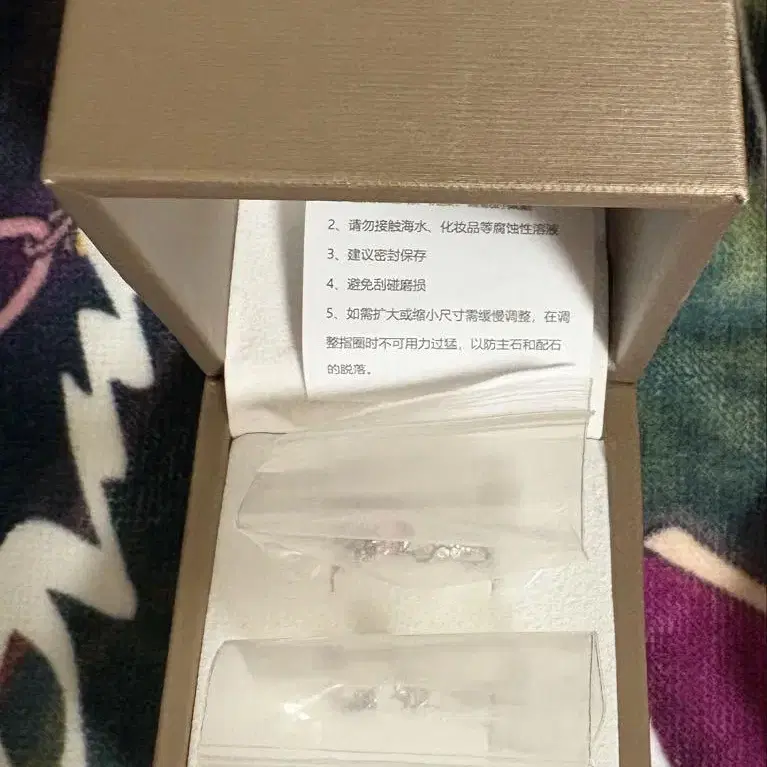 2、请勿接触海水、化妆品等腐蚀性溶液
3、建议密封保存
4、避免刮碰磨损
5、如需扩大或缩小尺寸需缓慢调整，在调
整指圈时不可用力过猛，以防主石和配石
的脱落。